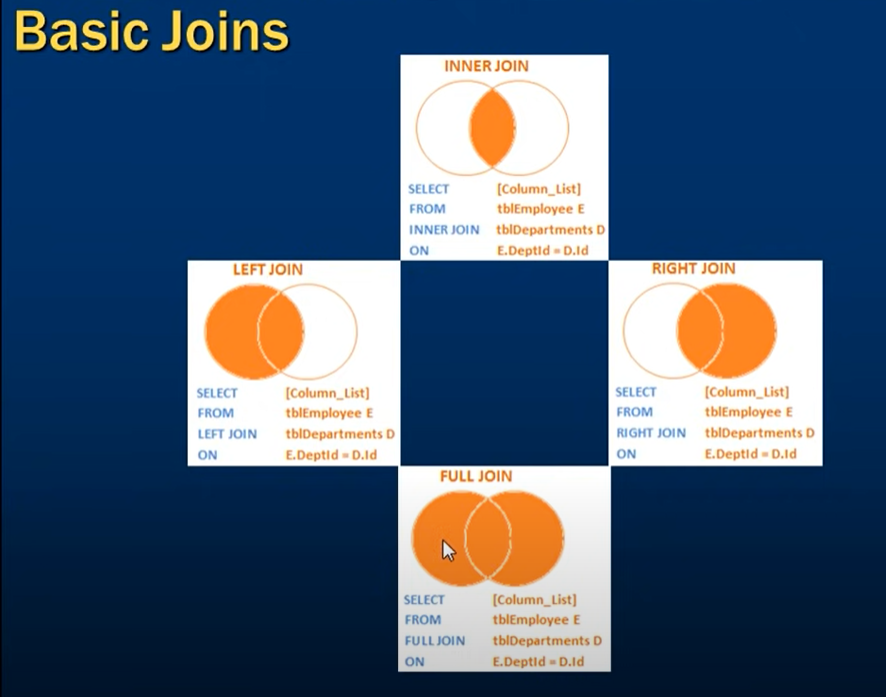 Basic Joins
INNER JOIN
SELECT [Column_List]
FROM tblEmployee E
INNER JOIN tblDepartments D
ON E.DeptId = D.Id
LEFT JOIN
SELECT [Column_List]
FROM tblEmployee E
LEFT JOIN tblDepartments D
ON E.DeptId = D.Id
RIGHT JOIN
SELECT [Column_List]
FROM tblEmployee E
RIGHT JOIN tblDepartments D
ON E.DeptId = D.Id
FULL JOIN
SELECT [Column_List]
FROM tblEmployee E
FULL JOIN tblDepartments D
ON E.DeptId = D.Id